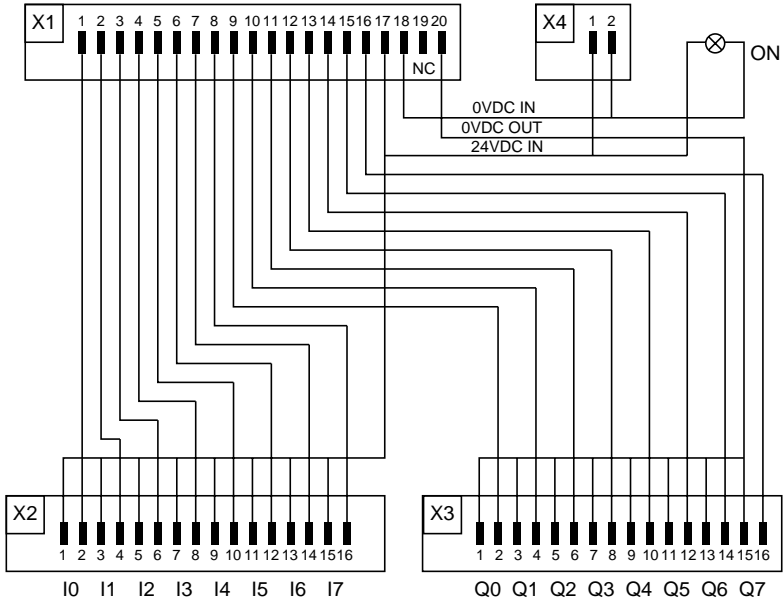 X1 1 2 3 4 5 6 7 8 9 10 11 12 13 14 15 16 17 18 19 20
NC
X4 1 2
ON
0VDC IN
0VDC OUT
24VDC IN
X2
1 2 3 4 5 6 7 8 9 10 11 12 13 14 15 16
I0 I1 I2 I3 I4 I5 I6 I7
X3
1 2 3 4 5 6 7 8 9 10 11 12 13 14 15 16
Q0 Q1 Q2 Q3 Q4 Q5 Q6 Q7